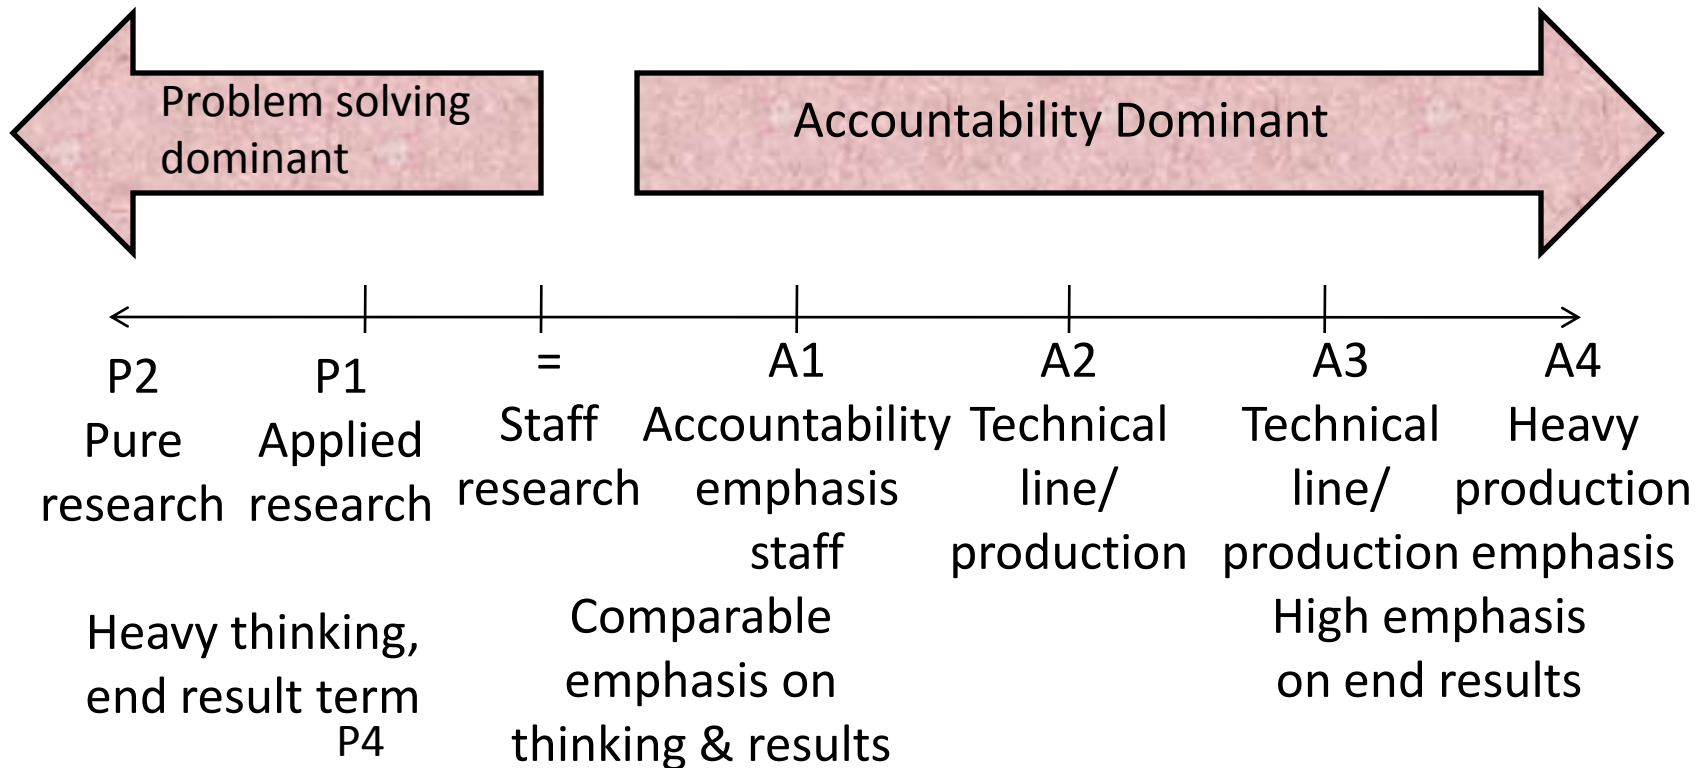 Problem solving
dominant
Accountability Dominant
P2
Pure
research
P1
Applied
research
=
Staff
research
A1
Accountability
emphasis
staff
A2
Technical
line/
production
A3
Technical
line/
production
A4
Heavy
production
emphasis
Heavy thinking,
end result term
P4
Comparable
emphasis on
thinking & results
High emphasis
on end results